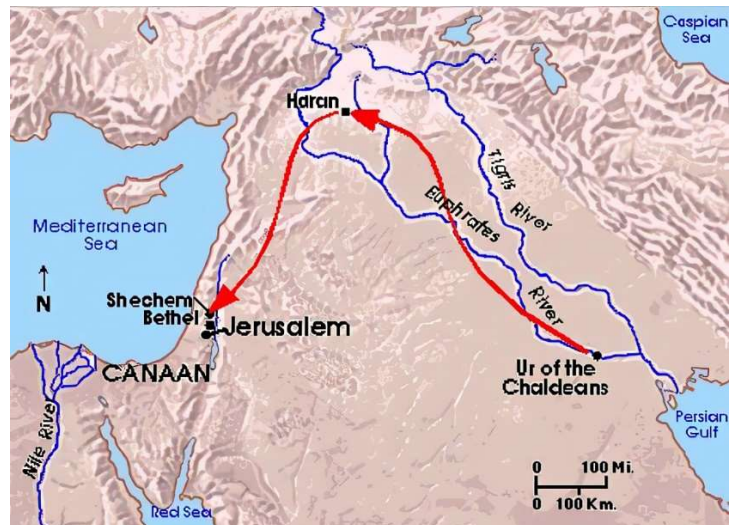 Caspian
Sea
Haran
Tigris
River
Euphrates
River
Mediterranean
Sea
N
Shechem
Bethel
Jerusalem
CANAAN
Ur of the
Chaldeans
Nile River
Persian
Gulf
0 100 Mi.
0 100 Km.
Red Sea